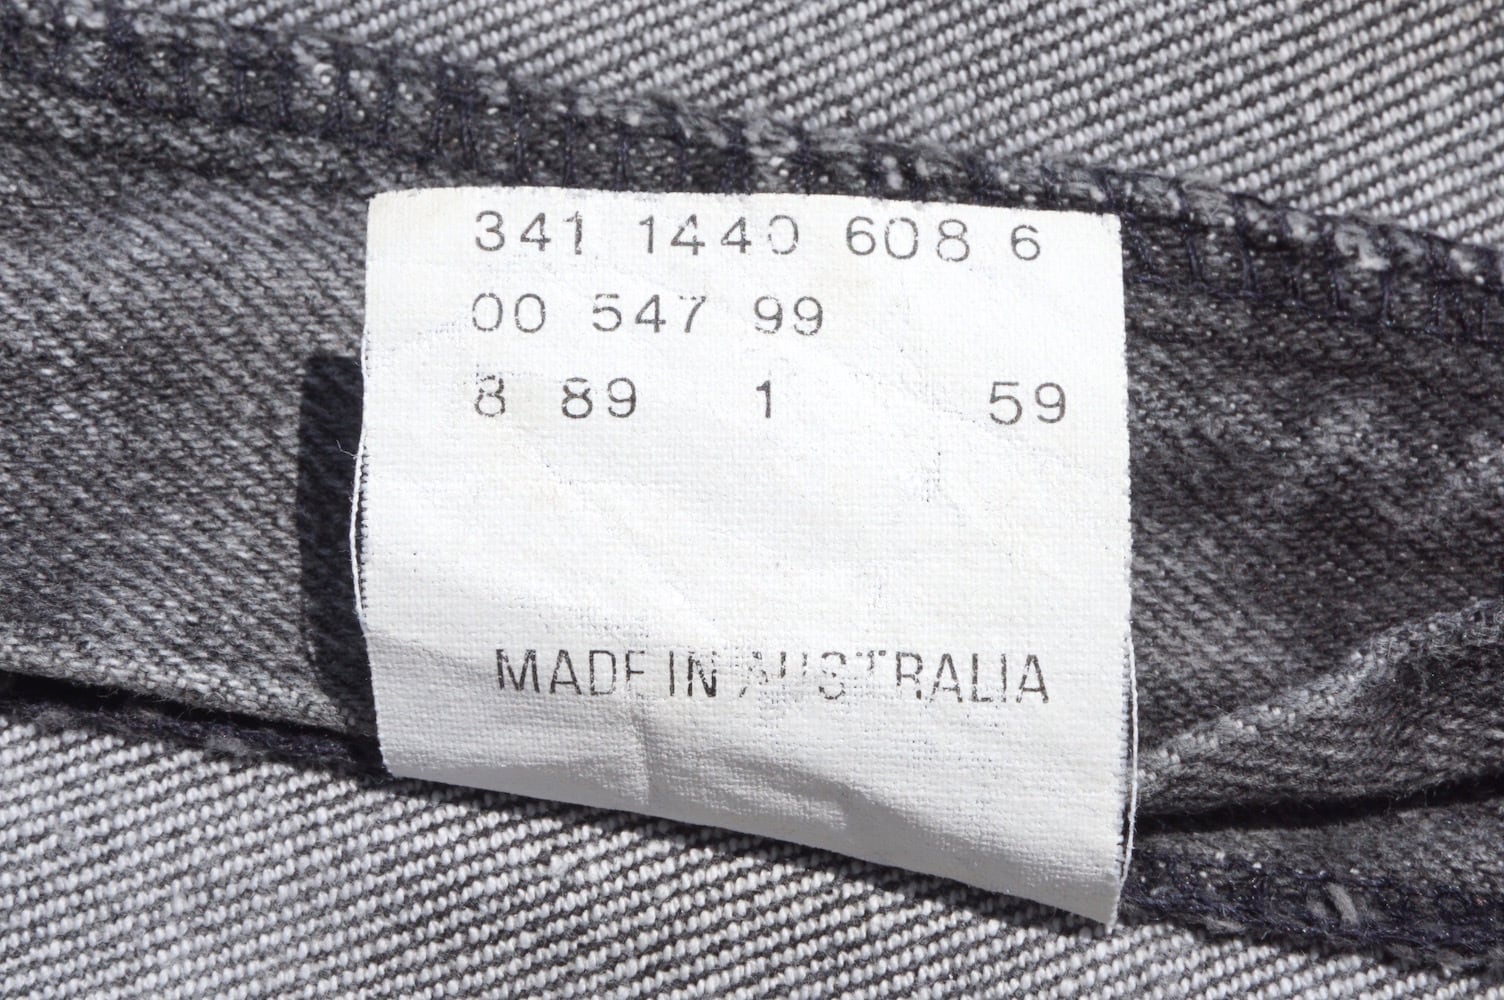 341 1440 608 6
00 547 99
8 89 1 59
MADE IN AUSTRALIA